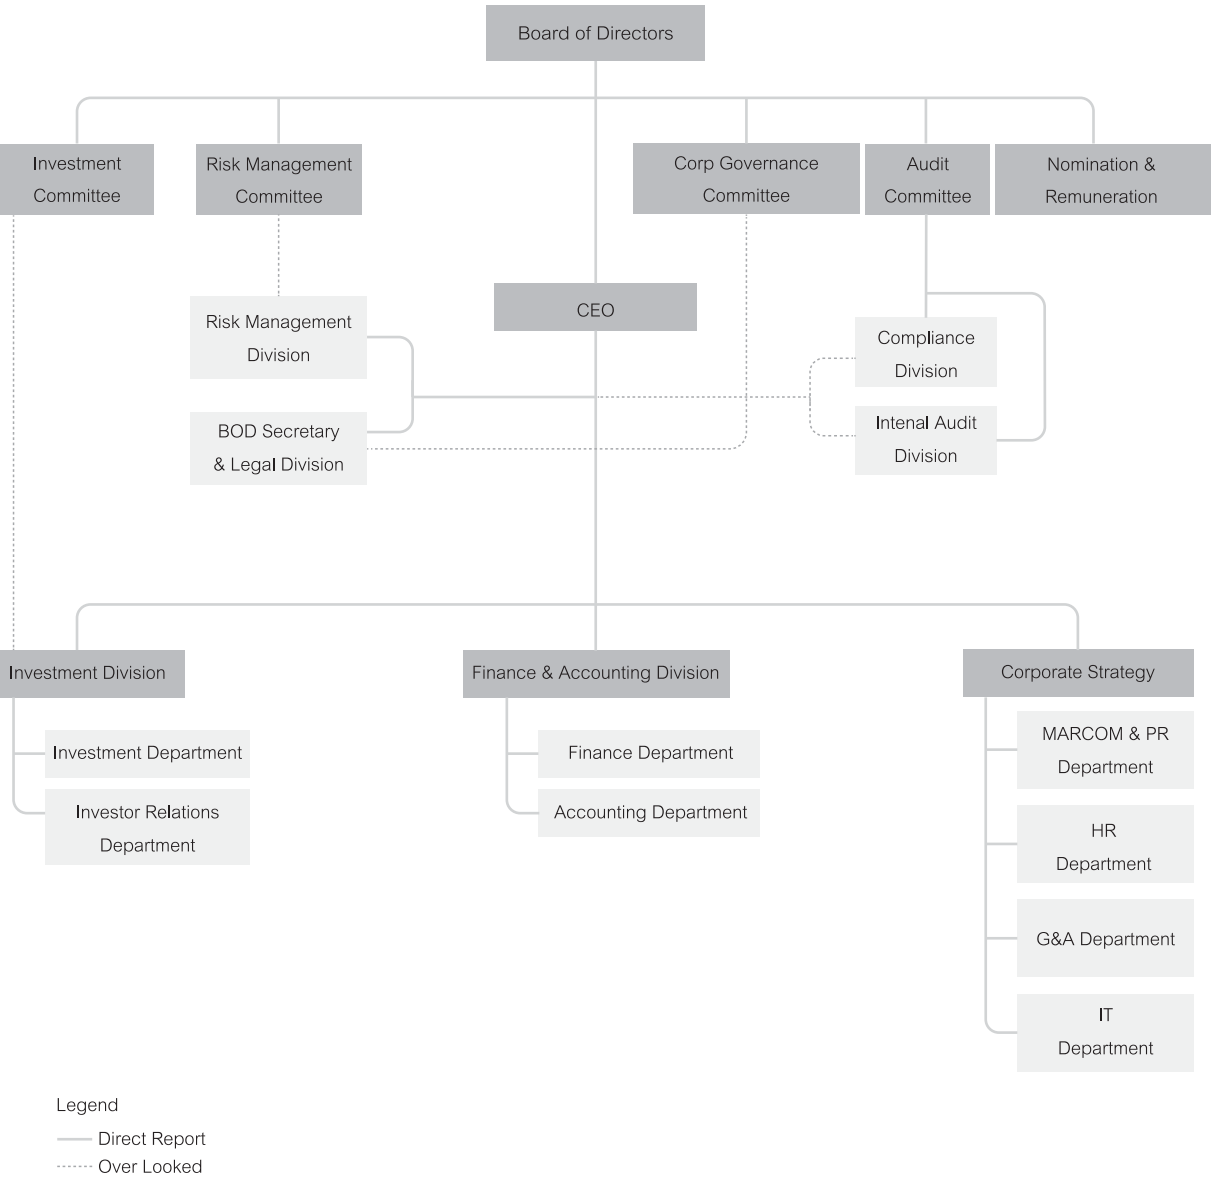 Board of Directors
Investment
Committee
Risk Management
Committee
Corp Governance
Committee
Audit
Committee
Nomination &
Remuneration
CEO
Risk Management
Division
BOD Secretary
& Legal Division
Compliance
Division
Intenal Audit
Division
Investment Division
Investment Department
Investor Relations
Department
Finance & Accounting Division
Finance Department
Accounting Department
Corporate Strategy
MARCOM & PR
Department
HR
Department
G&A Department
IT
Department
Legend
Direct Report
Over Looked